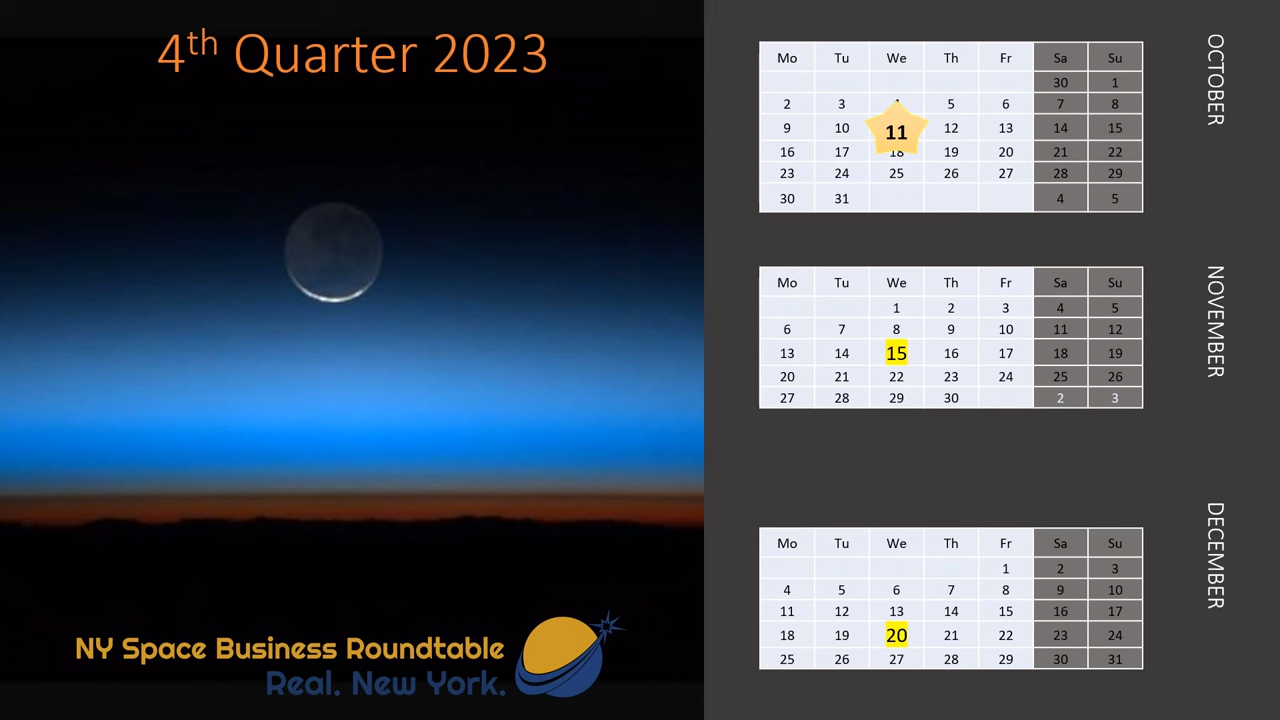 4th Quarter 2023
NY Space Business Roundtable
Real. New York.
OCTOBER
Mo Tu We Th Fr Sa Su
30 1
2 3 5 6 7 8
9 10 11 12 13 14 15
16 17 18 19 20 21 22
23 24 25 26 27 28 29
30 31 4 5
NOVEMBER
Mo Tu We Th Fr Sa Su
1 2 3 4 5
6 7 8 9 10 11 12
13 14 15 16 17 18 19
20 21 22 23 24 25 26
27 28 29 30 2 3
DECEMBER
Mo Tu We Th Fr Sa Su
1 2 3
4 5 6 7 8 9 10
11 12 13 14 15 16 17
18 19 20 21 22 23 24
25 26 27 28 29 30 31